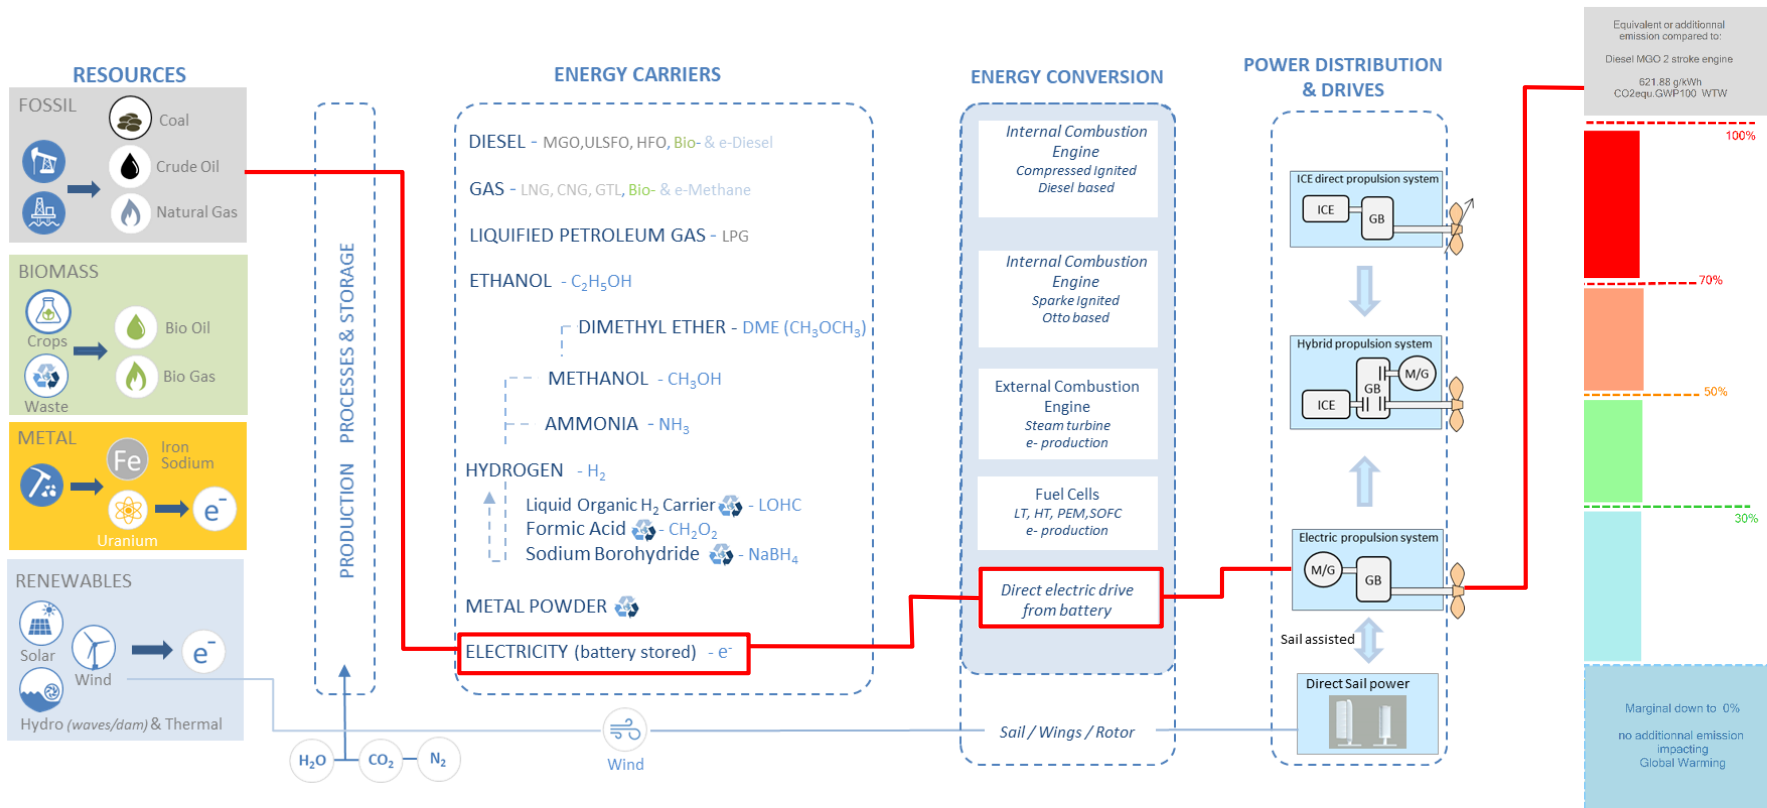 RESOURCES
FOSSIL
Coal
Crude Oil
Natural Gas
BIOMASS
Crops
Waste
Bio Oil
Bio Gas
METAL
Fe
Iron
Sodium
Uranium
e-
RENEWABLES
Solar
Wind
e-
Hydro (waves/dam) & Thermal
PRODUCTION PROCESSES & STORAGE
H₂O
CO₂
N₂
ENERGY CARRIERS
DIESEL - MGO,ULSFO, HFO, Bio- & e-Diesel
GAS - LNG, CNG, GTL, Bio- & e-Methane
LIQUIFIED PETROLEUM GAS - LPG
ETHANOL - C₂H₅OH
DIMETHYL ETHER - DME (CH₃OCH₃)
METHANOL - CH₃OH
AMMONIA - NH₃
HYDROGEN - H₂
Liquid Organic H₂ Carrier - LOHC
Formic Acid - CH₂O₂
Sodium Borohydride - NaBH₄
METAL POWDER
ELECTRICITY (battery stored) - e-
Wind
ENERGY CONVERSION
Internal Combustion
Engine
Compressed Ignited
Diesel based
Internal Combustion
Engine
Sparke Ignited
Otto based
External Combustion
Engine
Steam turbine
e- production
Fuel Cells
LT, HT, PEM,SOFC
e- production
Direct electric drive
from battery
Sail / Wings / Rotor
POWER DISTRIBUTION
& DRIVES
ICE direct propulsion system
ICE
GB
Hybrid propulsion system
M/G
GB
ICE
Electric propulsion system
M/G
GB
Sail assisted
Direct Sail power
Equivalent or additionnal
emission compared to:
Diesel MGO 2 stroke engine
621.88 g/kWh
CO2equ.GWP100 WTW
100%
70%
50%
30%
Marginal down to 0%
no additionnal emission
impacting
Global Warming